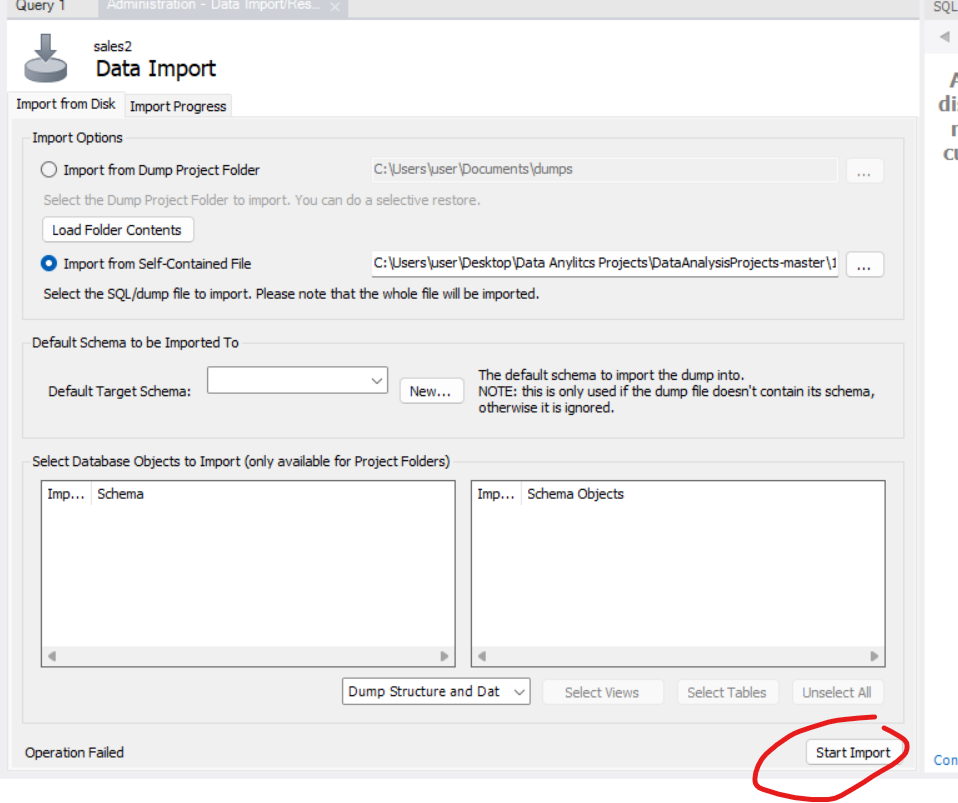 Query 1
Administration - Data Import/Res...
SQL
sales2
Data Import
Import from Disk
Import Progress
Import Options
Import from Dump Project Folder
C:\Users\user\Documents\dumps
...
Select the Dump Project Folder to import. You can do a selective restore.
Load Folder Contents
Import from Self-Contained File
C:\Users\user\Desktop\Data Anylitcs Projects\DataAnalysisProjects-master\1
...
Select the SQL/dump file to import. Please note that the whole file will be imported.
Default Schema to be Imported To
Default Target Schema:
New...
The default schema to import the dump into.
NOTE: this is only used if the dump file doesn't contain its schema,
otherwise it is ignored.
Select Database Objects to Import (only available for Project Folders)
Imp... Schema
Imp... Schema Objects
Dump Structure and Dat
Select Views
Select Tables
Unselect All
Operation Failed
Start Import
Con